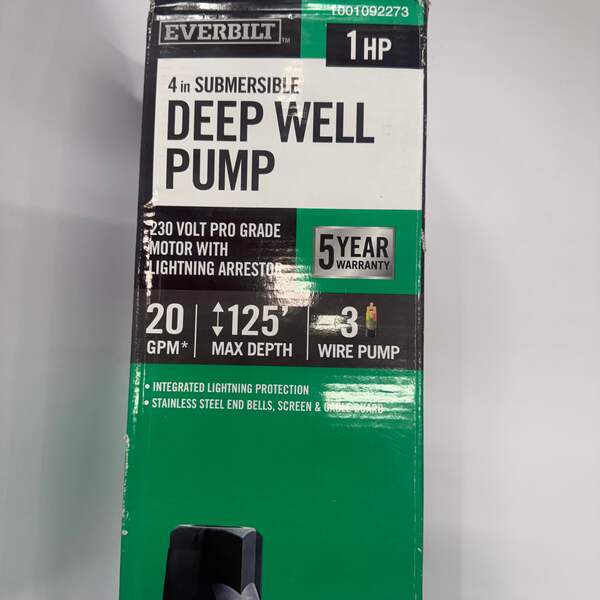 1001092273
EVERBILT™
1 HP
4 in SUBMERSIBLE
DEEP WELL
PUMP
230 VOLT PRO GRADE
MOTOR WITH
LIGHTNING ARRESTOR
5 YEAR
WARRANTY
20
GPM*
125'
MAX DEPTH
3
WIRE PUMP
• INTEGRATED LIGHTNING PROTECTION
• STAINLESS STEEL END BELLS, SCREEN & CABLE GUARD